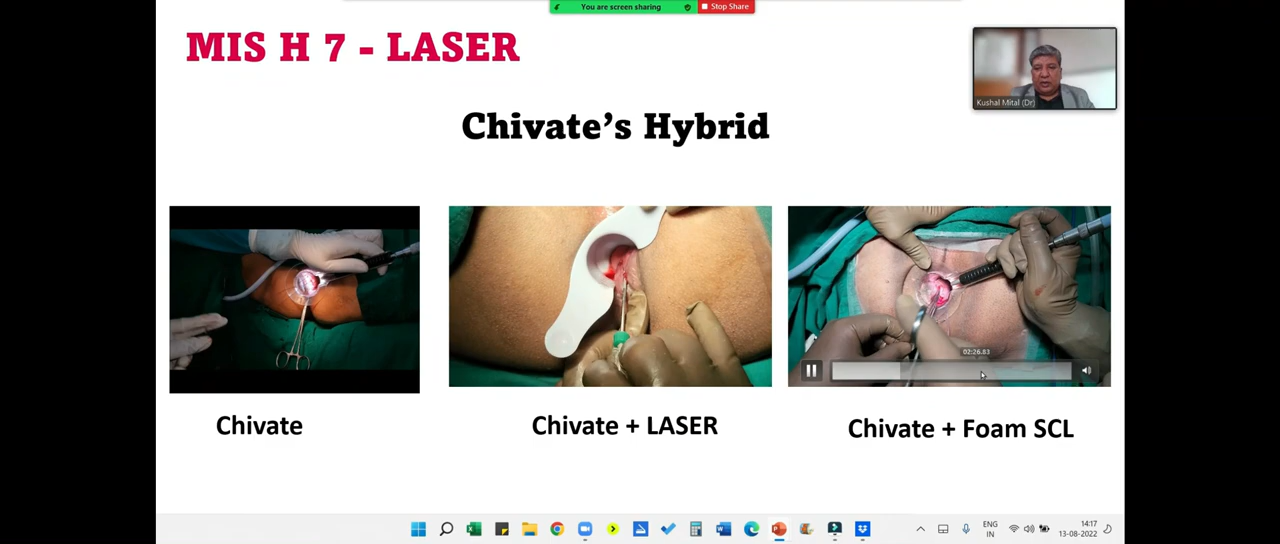 You are screen sharing
Stop Share
MIS H 7 - LASER
Kushal Mital (Dr)
Chivate's Hybrid
02:26.83
Chivate
Chivate + LASER
Chivate + Foam SCL
ENG
IN
14:17
13-08-2022